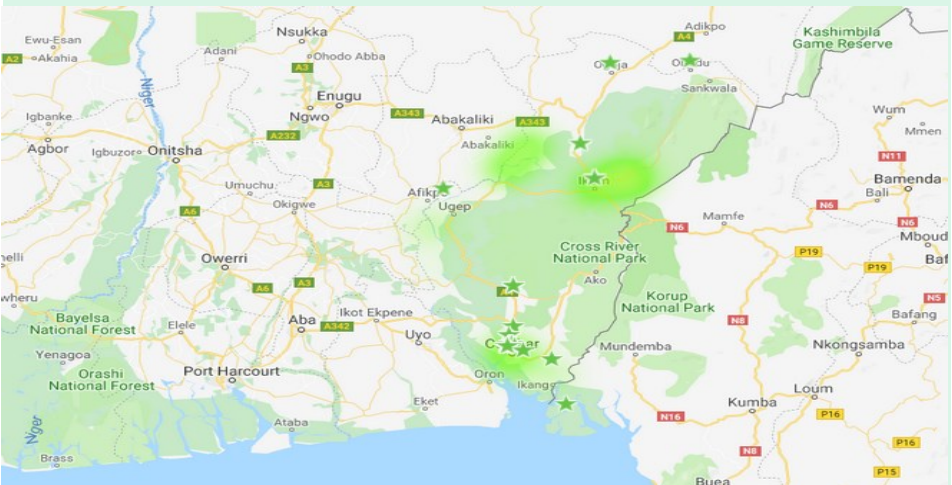 Ewu-Esan
Nsukka
A4
Adikpo
Kashimbila
Game Reserve
A2
Akahia
Adani
Ohodo Abba
A3
Sankwala
Niger
Enugu
Ngwo
Igbanke
Agbor
Igbuzor
Onitsha
A232
A343
Abakaliki
A343
Abakaliki
Wum
Mmen
N11
Bamenda
Bali
Umuchu
A3
Okigwe
Afikpo
Ugep
A6
N6
N6
Mamfe
N6
Mboud
Baf
Owerri
Cross River
National Park
Ako
P19
P19
A6
A3
Korup
National Park
N5
Bafang
Bayelsa
National Forest
Elele
Aba
A342
Ikot Ekpene
Uyo
N8
Mundemba
Nkongsamba
Yenagoa
Orashi
National Forest
Port Harcourt
Oron
Ikang
Eket
Ataba
Loum
Kumba
N16
P16
P16
Niger
Brass
N8
P15
Buea